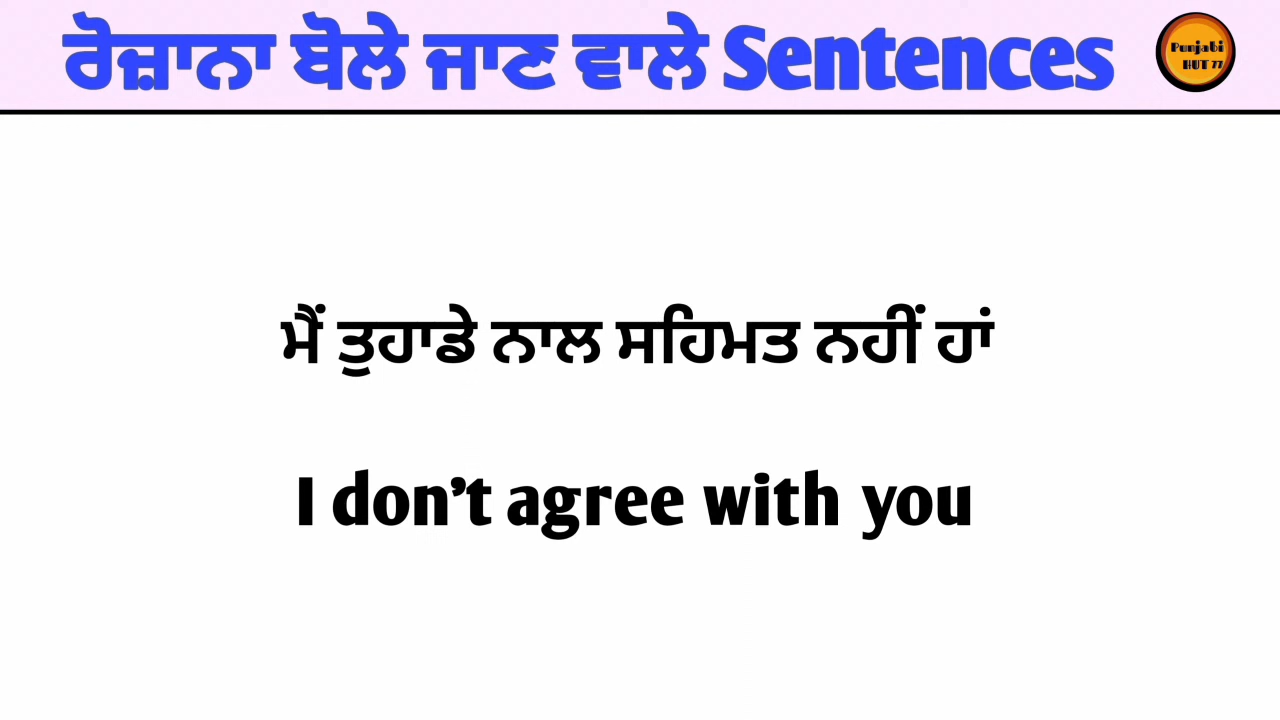 ਰੋਜ਼ਾਨਾ ਬੋਲੇ ਜਾਣ ਵਾਲੇ Sentences
Punjabi
HUT 77
ਮੈਂ ਤੁਹਾਡੇ ਨਾਲ ਸਹਿਮਤ ਨਹੀਂ ਹਾਂ
I don't agree with you